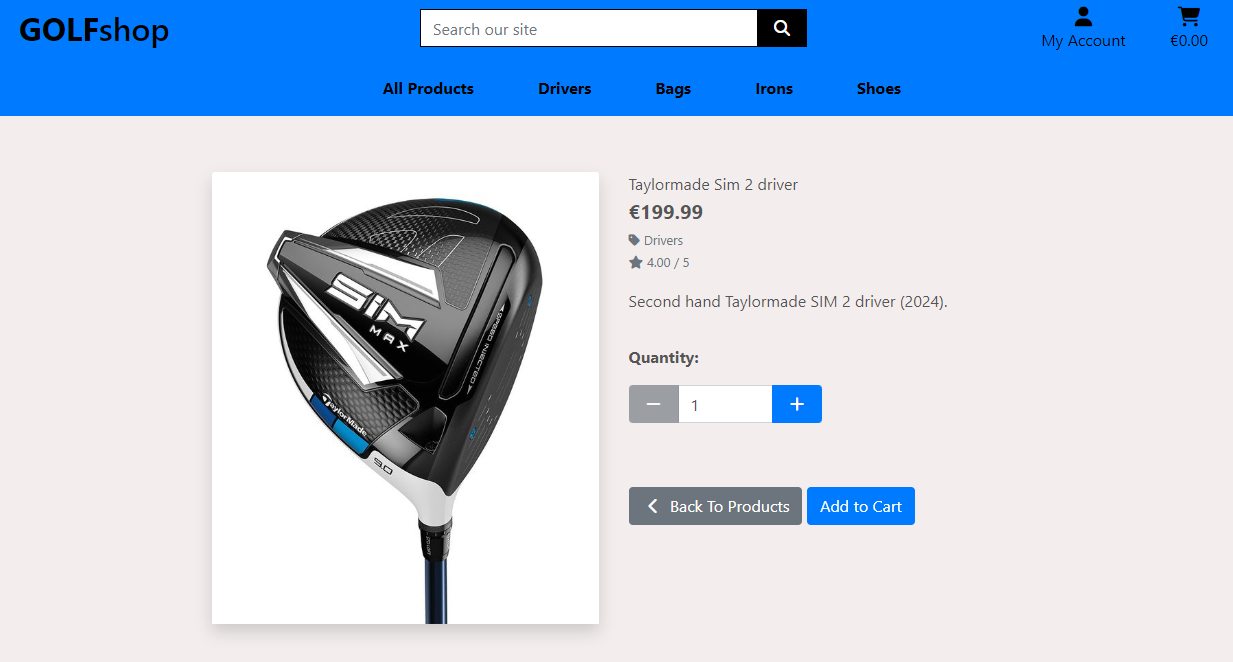 GOLFshop
Search our site
My Account
€0.00
All Products Drivers Bags Irons Shoes
SiM
MAX
SPEED INJECTED
TaylorMade
9.0
Taylormade Sim 2 driver
€199.99
Drivers
4.00 / 5
Second hand Taylormade SIM 2 driver (2024).
Quantity:
1
Back To Products
Add to Cart